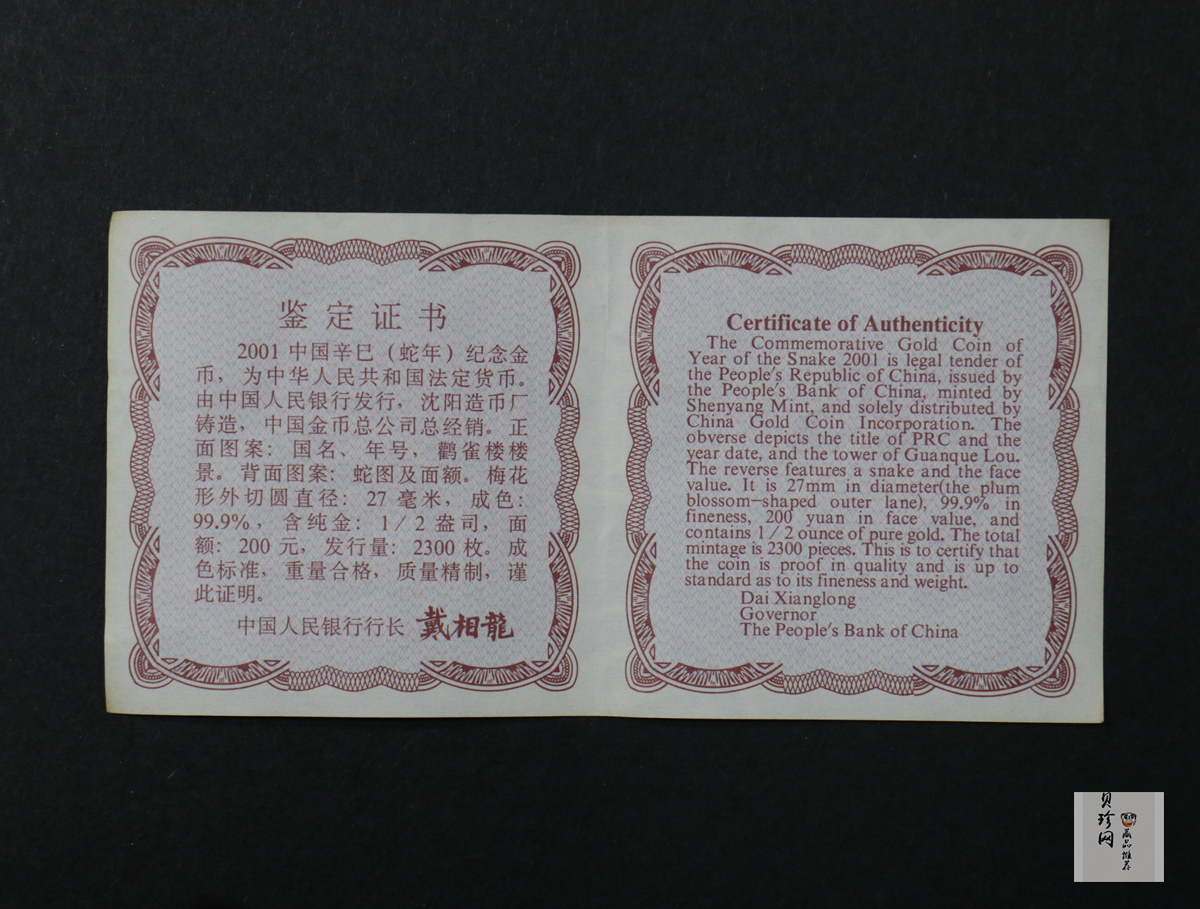 鉴定证书
2001 中国辛巳（蛇年）纪念金
币，为中华人民共和国法定货币。
由中国人民银行发行，沈阳造币厂
铸造，中国金币总公司总经销。正
面图案：国名、年号，鹳雀楼楼
景。背面图案：蛇图及面额。梅花
形外切圆直径：27 毫米，成色：
99.9%，含纯金：1／2 盎司，面
额：200 元，发行量：2300 枚。成
色标准，重量合格，质量精制，谨
此证明。
中国人民银行行长 戴相龍
Certificate of Authenticity
The Commemorative Gold Coin of
Year of the Snake 2001 is legal tender of
the People's Republic of China, issued by
the People's Bank of China, minted by
Shenyang Mint, and solely distributed by
China Gold Coin Incorporation. The
obverse depicts the title of PRC and the
year date, and the tower of Guanque Lou.
The reverse features a snake and the face
value. It is 27mm in diameter(the plum
blossom-shaped outer lane), 99.9% in
fineness, 200 yuan in face value, and
contains 1／2 ounce of pure gold. The total
mintage is 2300 pieces. This is to certify that
the coin is proof in quality and is up to
standard as to its fineness and weight.
Dai Xianglong
Governor
The People's Bank of China
贝珍网
藏品推荐